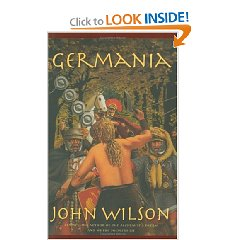 Click to
LOOK INSIDE!
GERMANIA
JOHN WILSON